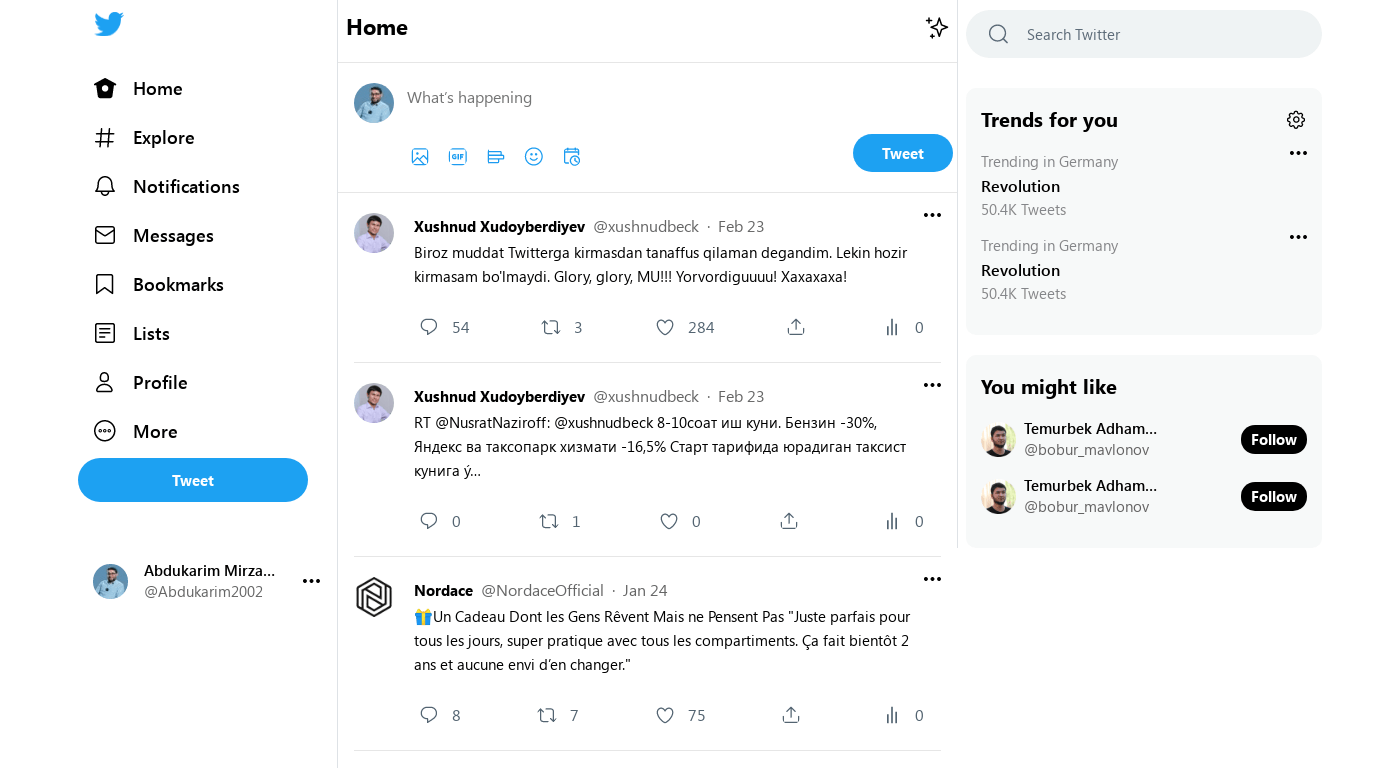 Home
Explore
Notifications
Messages
Bookmarks
Lists
Profile
More
Tweet
Abdukarim Mirza...
@Abdukarim2002
Home
What's happening
GIF
Tweet
Xushnud Xudoyberdiyev @xushnudbeck · Feb 23
Biroz muddat Twitterga kirmasdan tanaffus qilaman degandim. Lekin hozir
kirmasam bo'lmaydi. Glory, glory, MU!!! Yorvordiguuuu! Xaxaxaxa!
54 3 284 0
Xushnud Xudoyberdiyev @xushnudbeck · Feb 23
RT @NusratNaziroff: @xushnudbeck 8-10соат иш куни. Бензин -30%,
Яндекс ва таксопарк хизмати -16,5% Старт тарифида юрадиган таксист
кунига ý...
0 1 0 0
Nordace @NordaceOfficial · Jan 24
🎁Un Cadeau Dont les Gens Rêvent Mais ne Pensent Pas "Juste parfais pour
tous les jours, super pratique avec tous les compartiments. Ça fait bientôt 2
ans et aucune envi d'en changer."
8 7 75 0
Search Twitter
Trends for you
Trending in Germany
Revolution
50.4K Tweets
Trending in Germany
Revolution
50.4K Tweets
You might like
Temurbek Adham...
@bobur_mavlonov
Follow
Temurbek Adham...
@bobur_mavlonov
Follow